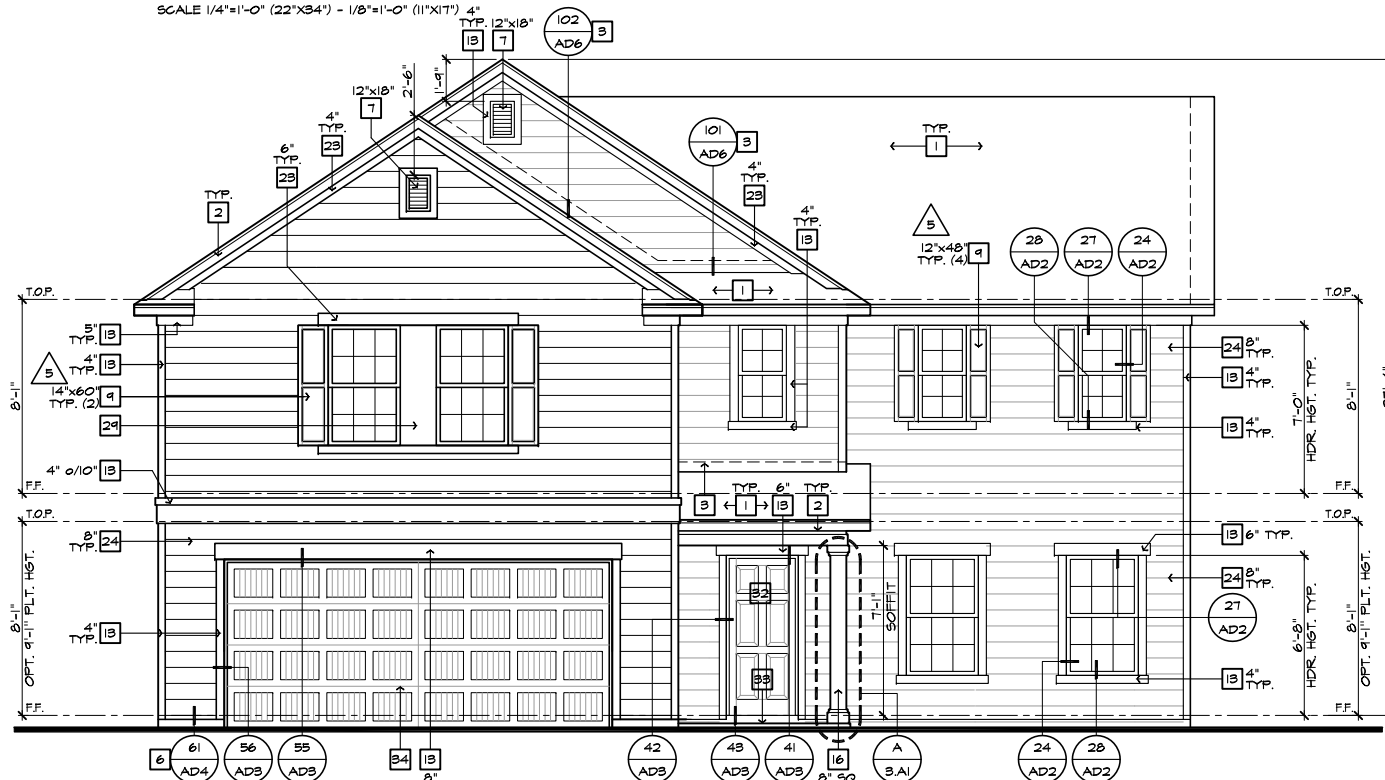 SCALE 1/4"=1'-0" (22"X34") - 1/8"=1'-0" (11"X17")
4"
TYP.
13
12"x18"
7
102
AD6
3
1'-9"
2'-6"
12"x18"
7
4"
TYP.
23
6"
TYP.
23
TYP.
2
101
AD6
3
4"
TYP.
23
4"
TYP.
13
TYP.
1
5
12"x48"
TYP. (4)
9
28
AD2
27
AD2
24
AD2
1
T.O.P.
T.O.P.
5"
TYP.
13
4"
TYP.
13
5
14"x60"
TYP. (2)
9
29
8'-1"
4" o/10"
13
24
8"
TYP.
13
4"
TYP.
13
4"
TYP.
7'-0"
HDR. HGT. TYP.
8'-1"
F.F.
F.F.
3
TYP.
1
6"
13
TYP.
2
T.O.P.
T.O.P.
8"
TYP.
24
4"
TYP.
13
8'-1"
OPT. 9'-1" PLT. HGT.
32
33
7'-1"
SOFFIT
13
6" TYP.
24
8"
TYP.
27
AD2
13
4"
TYP.
6'-8"
HDR. HGT. TYP.
8'-1"
OPT. 9'-1" PLT. HGT.
F.F.
F.F.
6
61
AD4
56
AD3
55
AD3
34
13
8"
42
AD3
43
AD3
41
AD3
16
8" SQ
A
3.A1
24
AD2
28
AD2